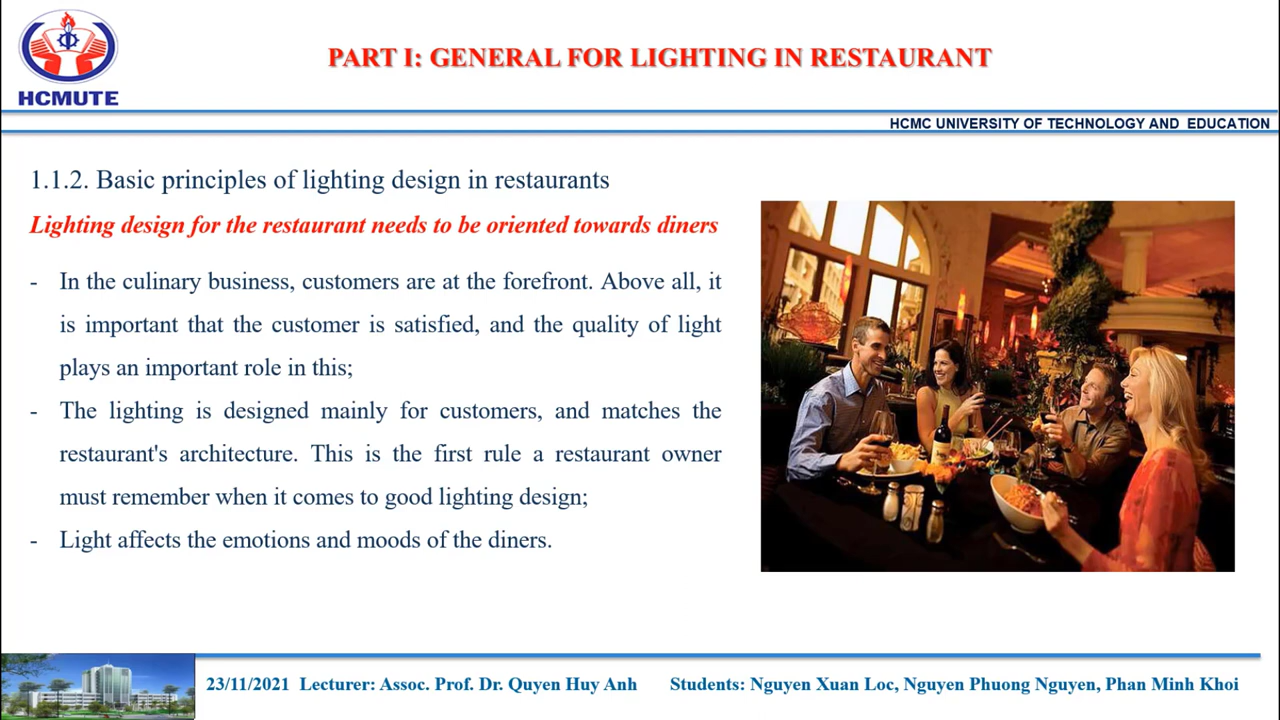 HCMUTE
PART I: GENERAL FOR LIGHTING IN RESTAURANT
HCMC UNIVERSITY OF TECHNOLOGY AND EDUCATION
1.1.2. Basic principles of lighting design in restaurants
Lighting design for the restaurant needs to be oriented towards diners
- In the culinary business, customers are at the forefront. Above all, it
is important that the customer is satisfied, and the quality of light
plays an important role in this;
- The lighting is designed mainly for customers, and matches the
restaurant's architecture. This is the first rule a restaurant owner
must remember when it comes to good lighting design;
- Light affects the emotions and moods of the diners.
23/11/2021 Lecturer: Assoc. Prof. Dr. Quyen Huy Anh Students: Nguyen Xuan Loc, Nguyen Phuong Nguyen, Phan Minh Khoi